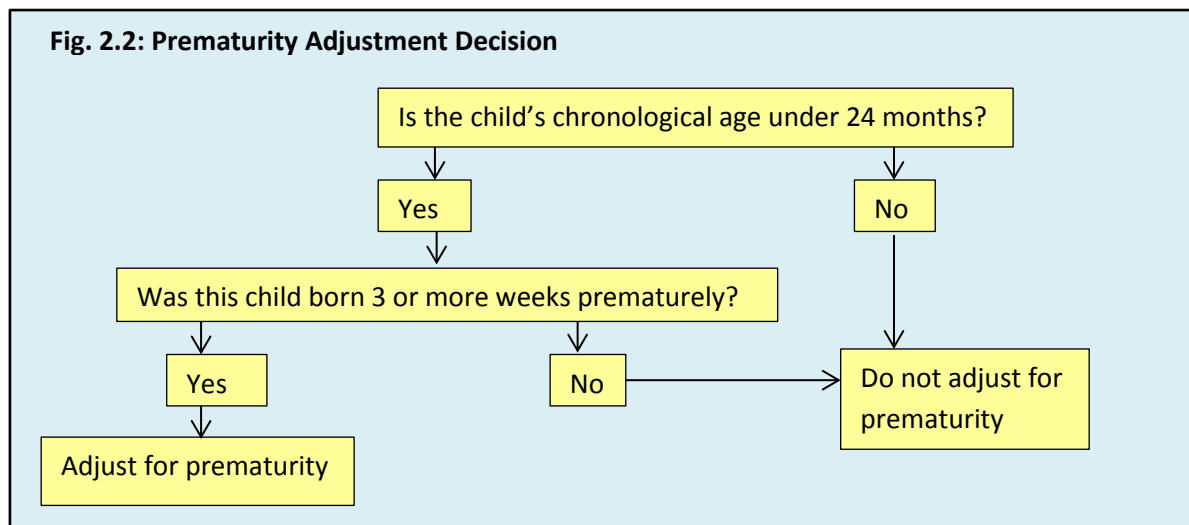 Fig. 2.2: Prematurity Adjustment Decision
Is the child’s chronological age under 24 months?
Yes
No
Was this child born 3 or more weeks prematurely?
Yes
No
Do not adjust for
prematurity
Adjust for prematurity